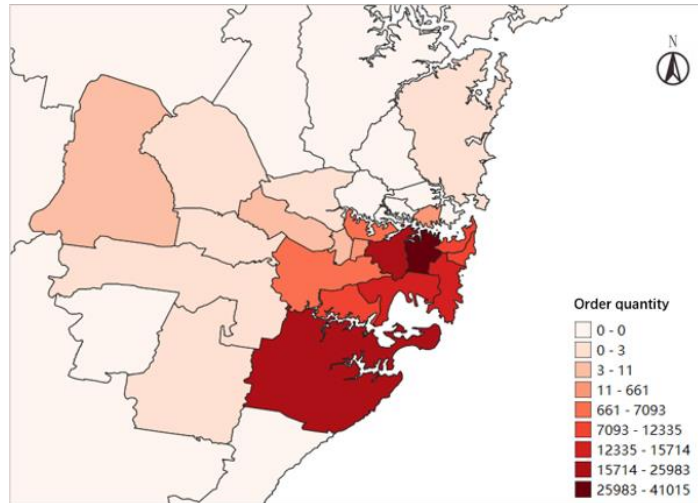 N
Order quantity
0 - 0
0 - 3
3 - 11
11 - 661
661 - 7093
7093 - 12335
12335 - 15714
15714 - 25983
25983 - 41015